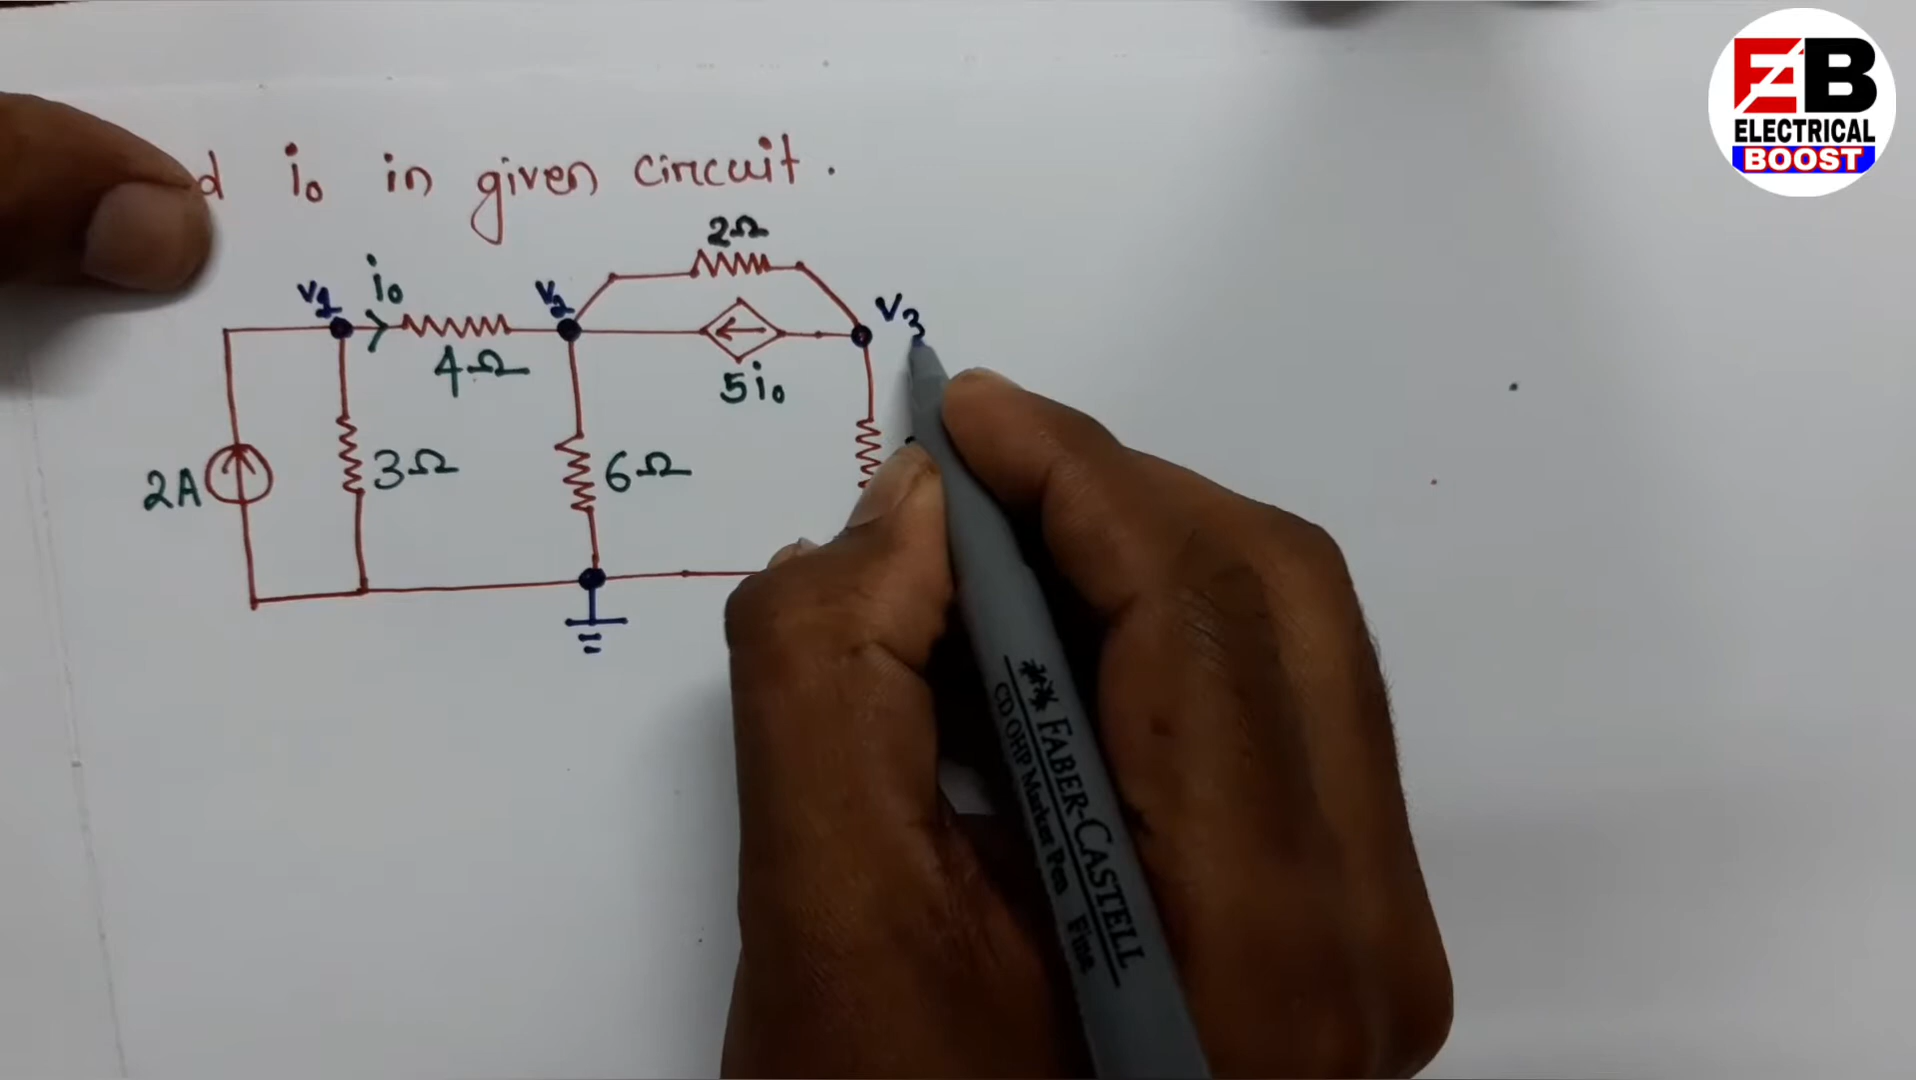 d i₀ in given circuit.
2Ω
V1 i₀ V2 V3
4Ω 5i₀
2A 3Ω 6Ω
FABER-CASTELL
CD OHP Marker Pen Fine
EB
ELECTRICAL
BOOST